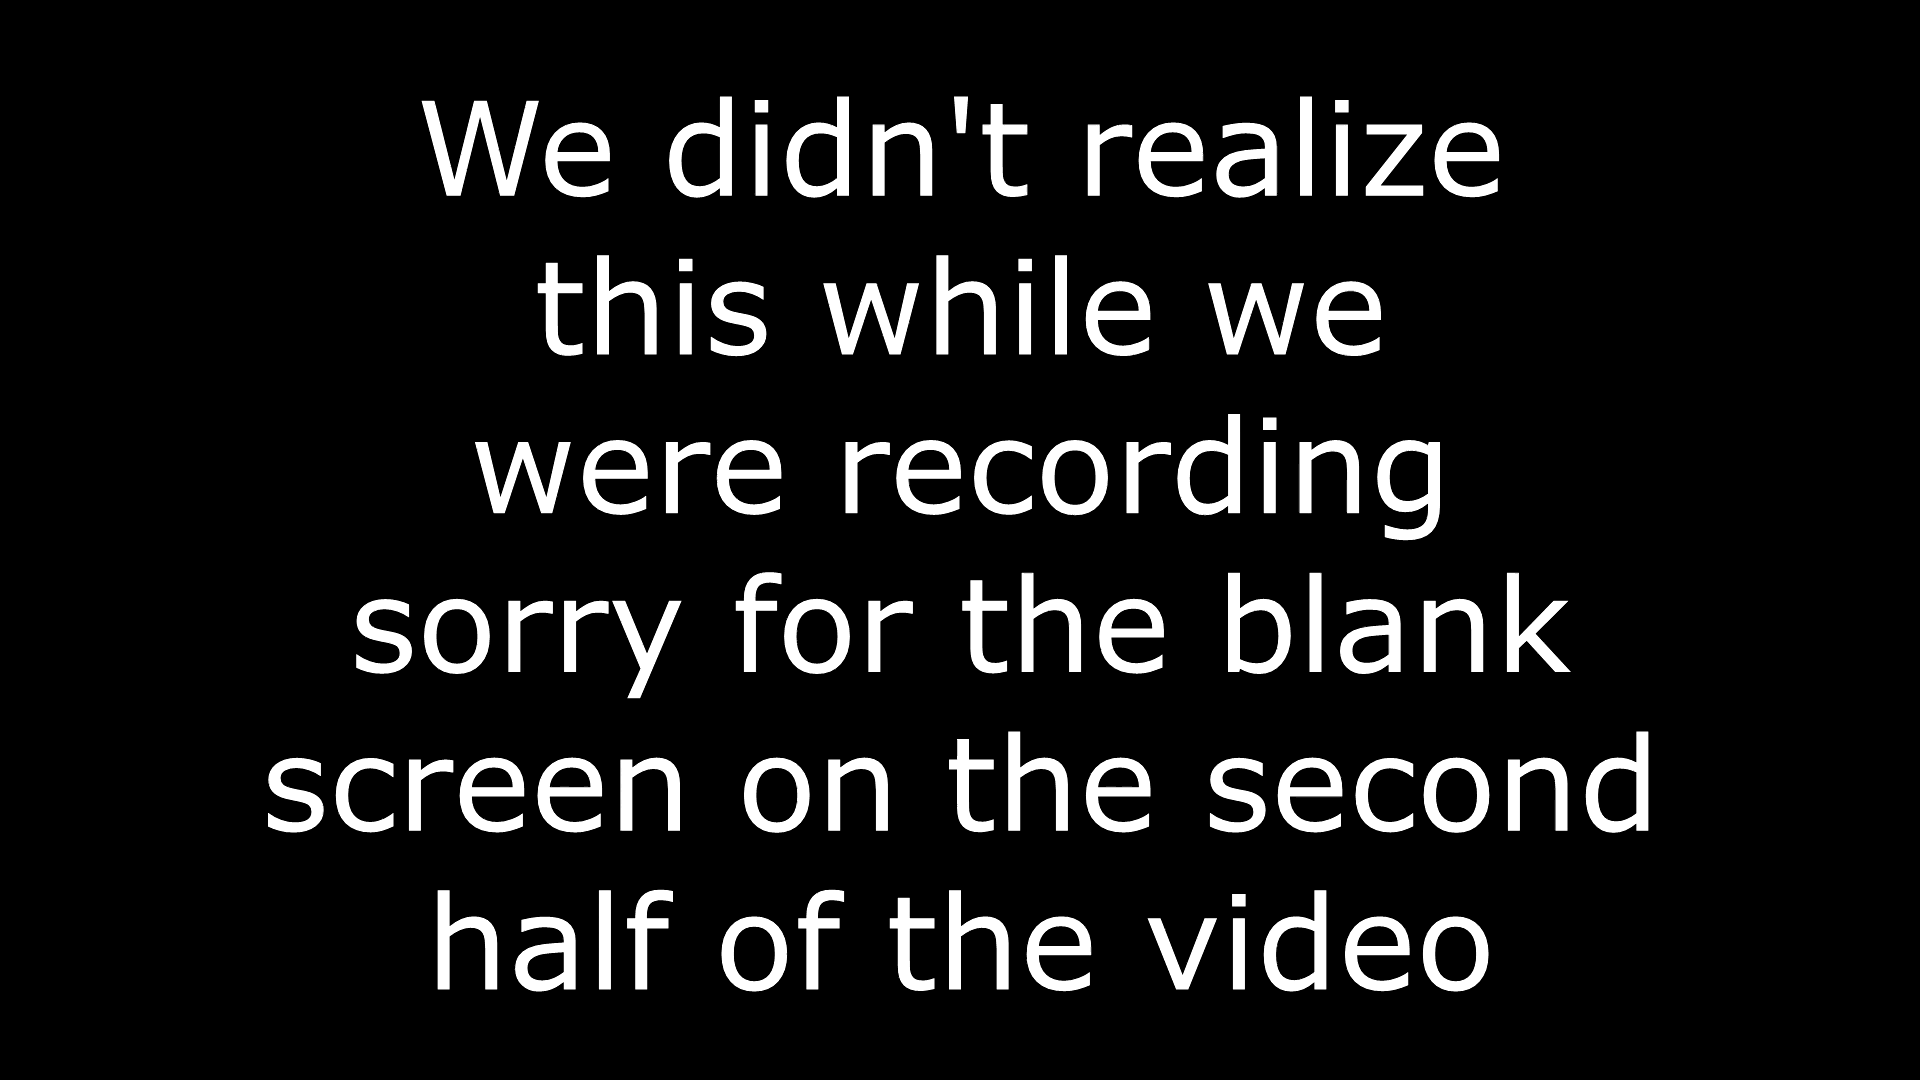 We didn't realize
this while we
were recording
sorry for the blank
screen on the second
half of the video